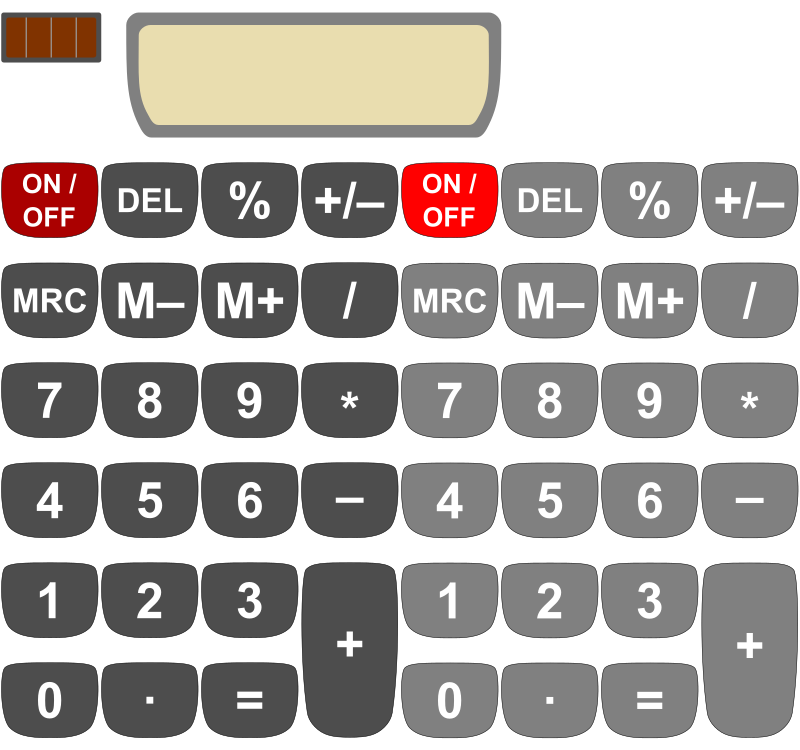 ON / DEL % +/– ON / DEL % +/–
OFF OFF
MRC M– M+ / MRC M– M+ /
7 8 9 * 7 8 9 *
4 5 6 – 4 5 6 –
1 2 3 1 2 3
+ +
0 · = 0 · =